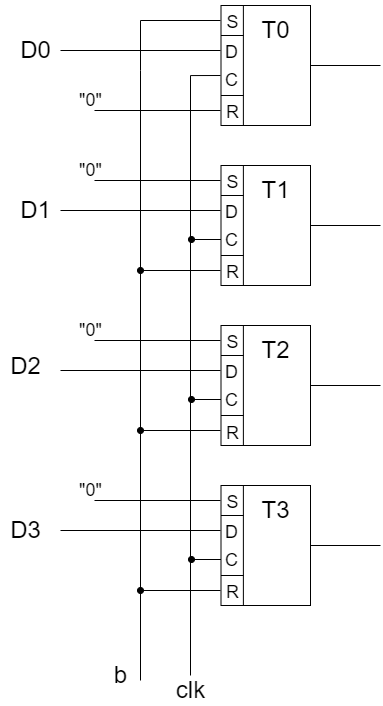 S T0
D0 D
C
"0" R
"0" S T1
D1 D
C
R
"0" S T2
D2 D
C
R
"0" S T3
D3 D
C
R
b
clk